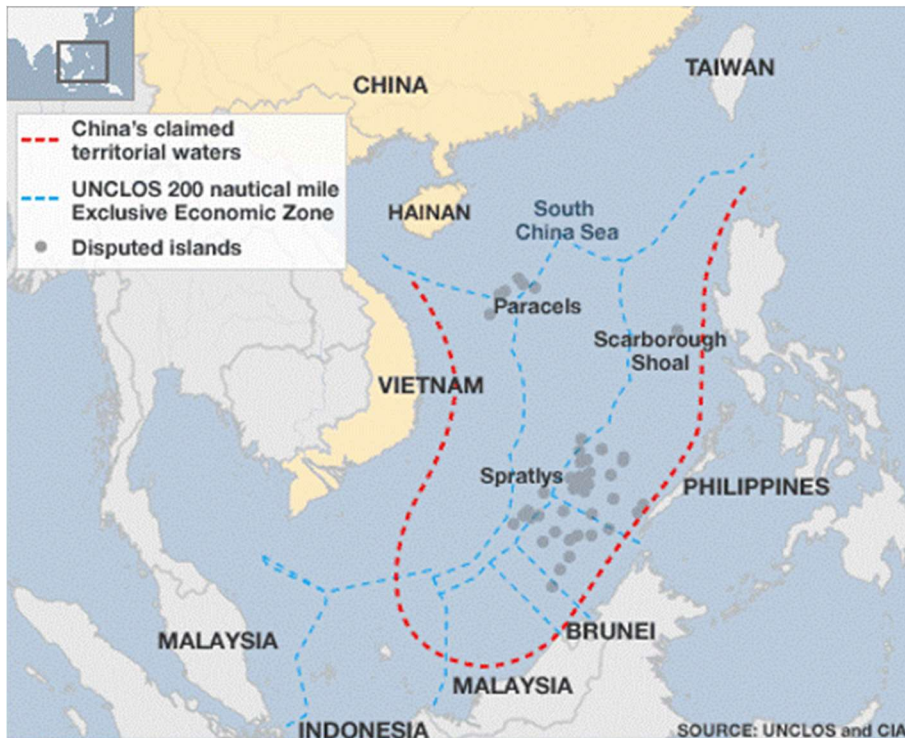 CHINA
TAIWAN
China's claimed
territorial waters
UNCLOS 200 nautical mile
Exclusive Economic Zone
Disputed islands
HAINAN
South
China Sea
Paracels
Scarborough
Shoal
VIETNAM
Spratlys
PHILIPPINES
MALAYSIA
BRUNEI
MALAYSIA
INDONESIA
SOURCE: UNCLOS and CIA